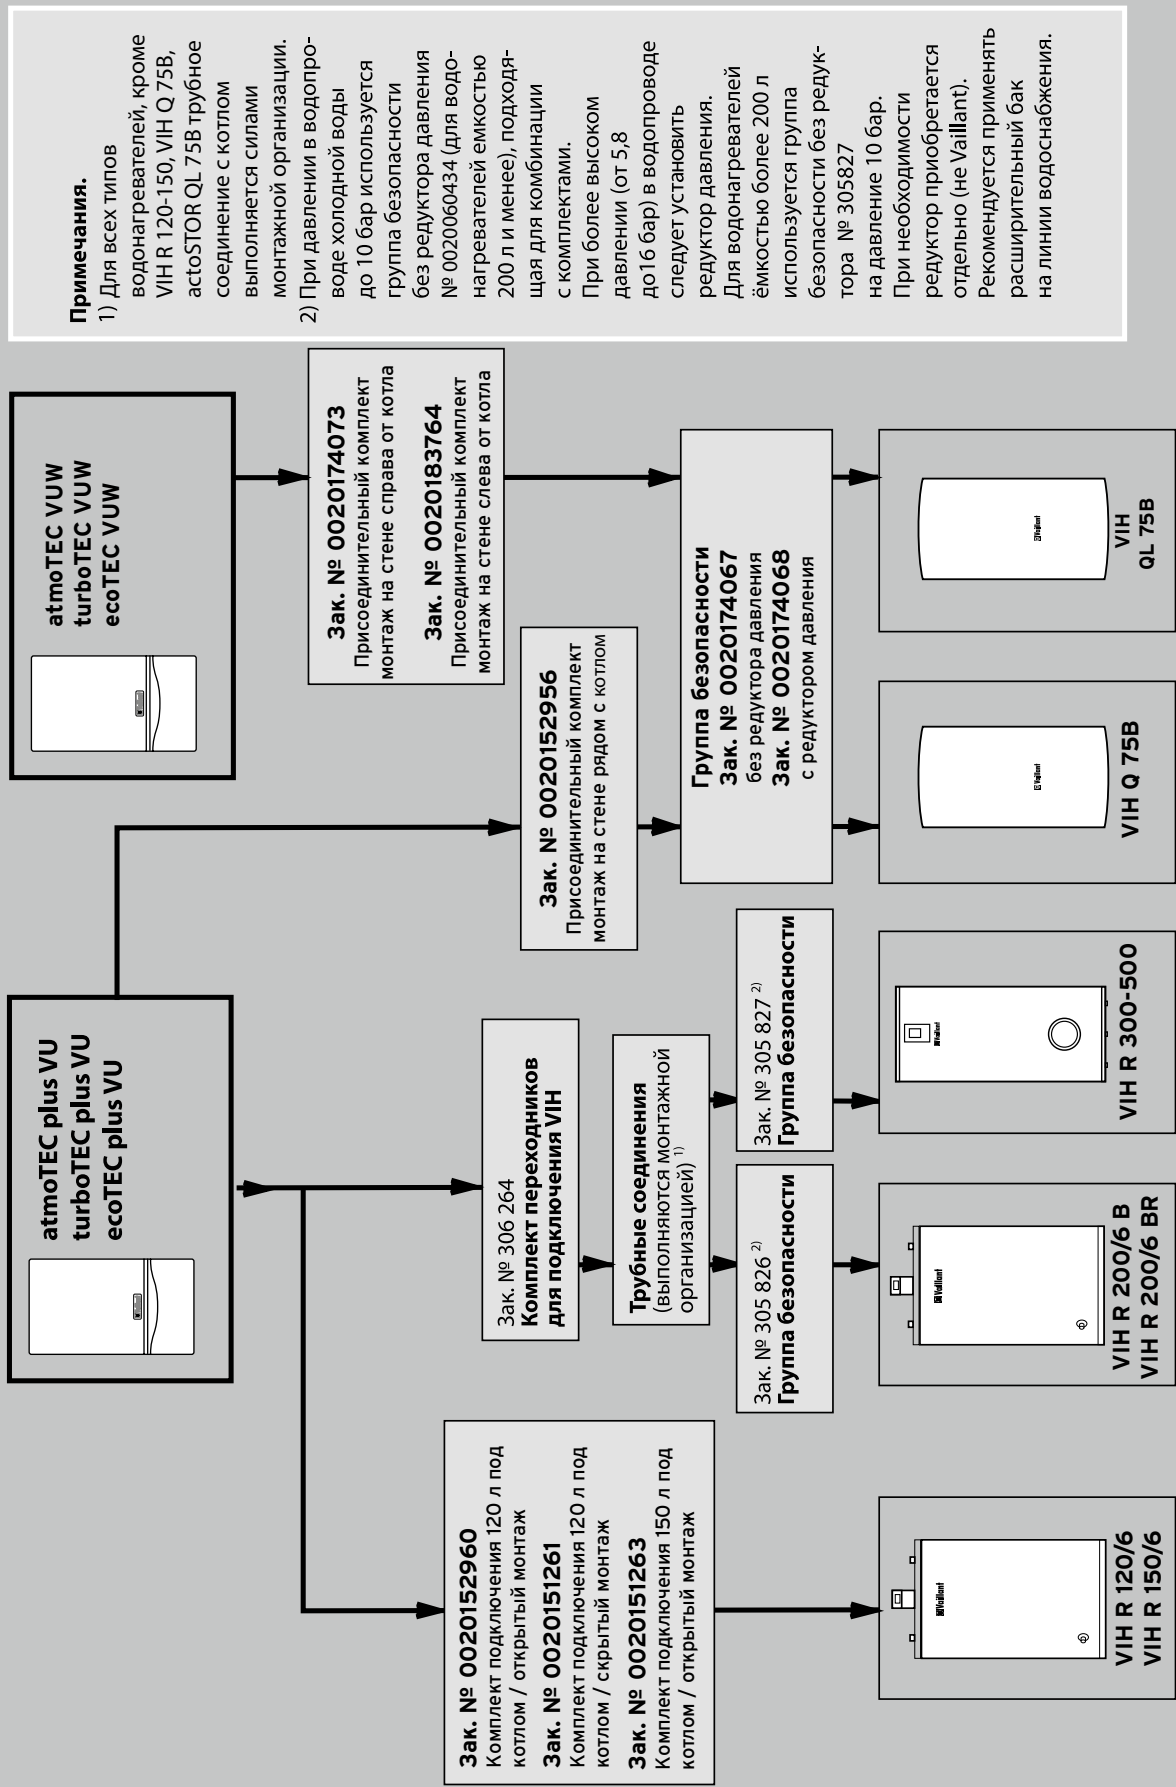 atmoTEC plus VU
turboTEC plus VU
ecoTEC plus VU
atmoTEC VUW
turboTEC VUW
ecoTEC VUW
Зак. № 0020152960
Комплект подключения 120 л под
котлом / открытый монтаж
Зак. № 0020151261
Комплект подключения 120 л под
котлом / скрытый монтаж
Зак. № 0020151263
Комплект подключения 150 л под
котлом / открытый монтаж
Зак. № 306 264
Комплект переходников
для подключения VIH
Трубные соединения
(выполняются монтажной
организацией) 1)
Зак. № 305 826 2)
Группа безопасности
Зак. № 305 827 2)
Группа безопасности
Зак. № 0020152956
Присоединительный комплект
монтаж на стене рядом с котлом
Зак. № 0020174073
Присоединительный комплект
монтаж на стене справа от котла
Зак. № 0020183764
Присоединительный комплект
монтаж на стене слева от котла
Группа безопасности
Зак. № 0020174067
без редуктора давления
Зак. № 0020174068
с редуктором давления
Vaillant
VIH R 120/6
VIH R 150/6
Vaillant
VIH R 200/6 B
VIH R 200/6 BR
Vaillant
VIH R 300-500
Vaillant
VIH Q 75B
Vaillant
VIH
QL 75B
Примечания.
1) Для всех типов
водонагревателей, кроме
VIH R 120-150, VIH Q 75B,
actoSTOR QL 75B трубное
соединение с котлом
выполняется силами
монтажной организации.
2) При давлении в водопро-
воде холодной воды
до 10 бар используется
группа безопасности
без редуктора давления
№ 0020060434 (для водо-
нагревателей емкостью
200 л и менее), подходя-
щая для комбинации
с комплектами.
При более высоком
давлении (от 5,8
до16 бар) в водопроводе
следует установить
редуктор давления.
Для водонагревателей
ёмкостью более 200 л
используется группа
безопасности без редук-
тора № 305827
на давление 10 бар.
При необходимости
редуктор приобретается
отдельно (не Vaillant).
Рекомендуется применять
расширительный бак
на линии водоснабжения.